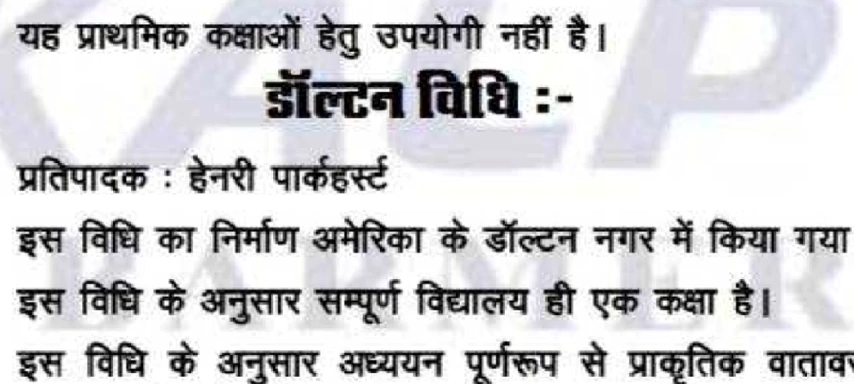 यह प्राथमिक कक्षाओं हेतु उपयोगी नहीं है।
डॉल्टन विधि :-
प्रतिपादक : हेनरी पार्कहर्स्ट
इस विधि का निर्माण अमेरिका के डॉल्टन नगर में किया गया
इस विधि के अनुसार सम्पूर्ण विद्यालय ही एक कक्षा है।
इस विधि के अनुसार अध्ययन पूर्णरूप से प्राकृतिक